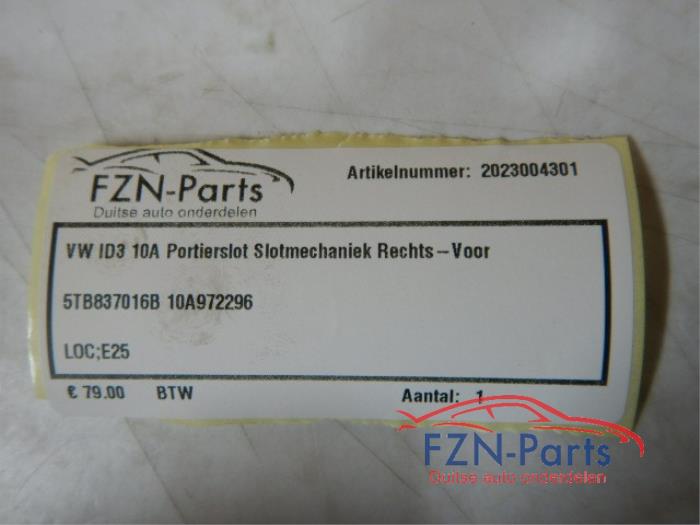 FZN-Parts
Duitse auto onderdelen
Artikelnummer: 2023004301
VW ID3 10A Portierslot Slotmechaniek Rechts-Voor
5TB837016B 10A972296
LOC;E25
€ 79.00 BTW Aantal: 1
FZN-Parts
Duitse auto onderdelen